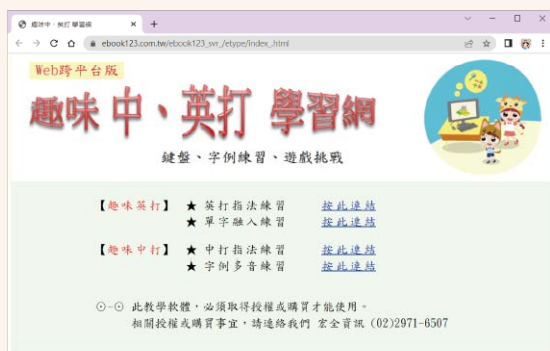 趣味中、英打 學習網
ebook123.com.tw/ebook123_svr_/etype/index_.html
Web跨平台版
趣味 中、英打 學習網
鍵盤、字例練習、遊戲挑戰
【趣味英打】 ★ 英打指法練習 按此連結
★ 單字融入練習 按此連結
【趣味中打】 ★ 中打指法練習 按此連結
★ 字例多音練習 按此連結
⊙-⊙ 此教學軟體，必須取得授權或購買才能使用。
相關授權或購買事宜，請連絡我們 宏全資訊 (02)2971-6507